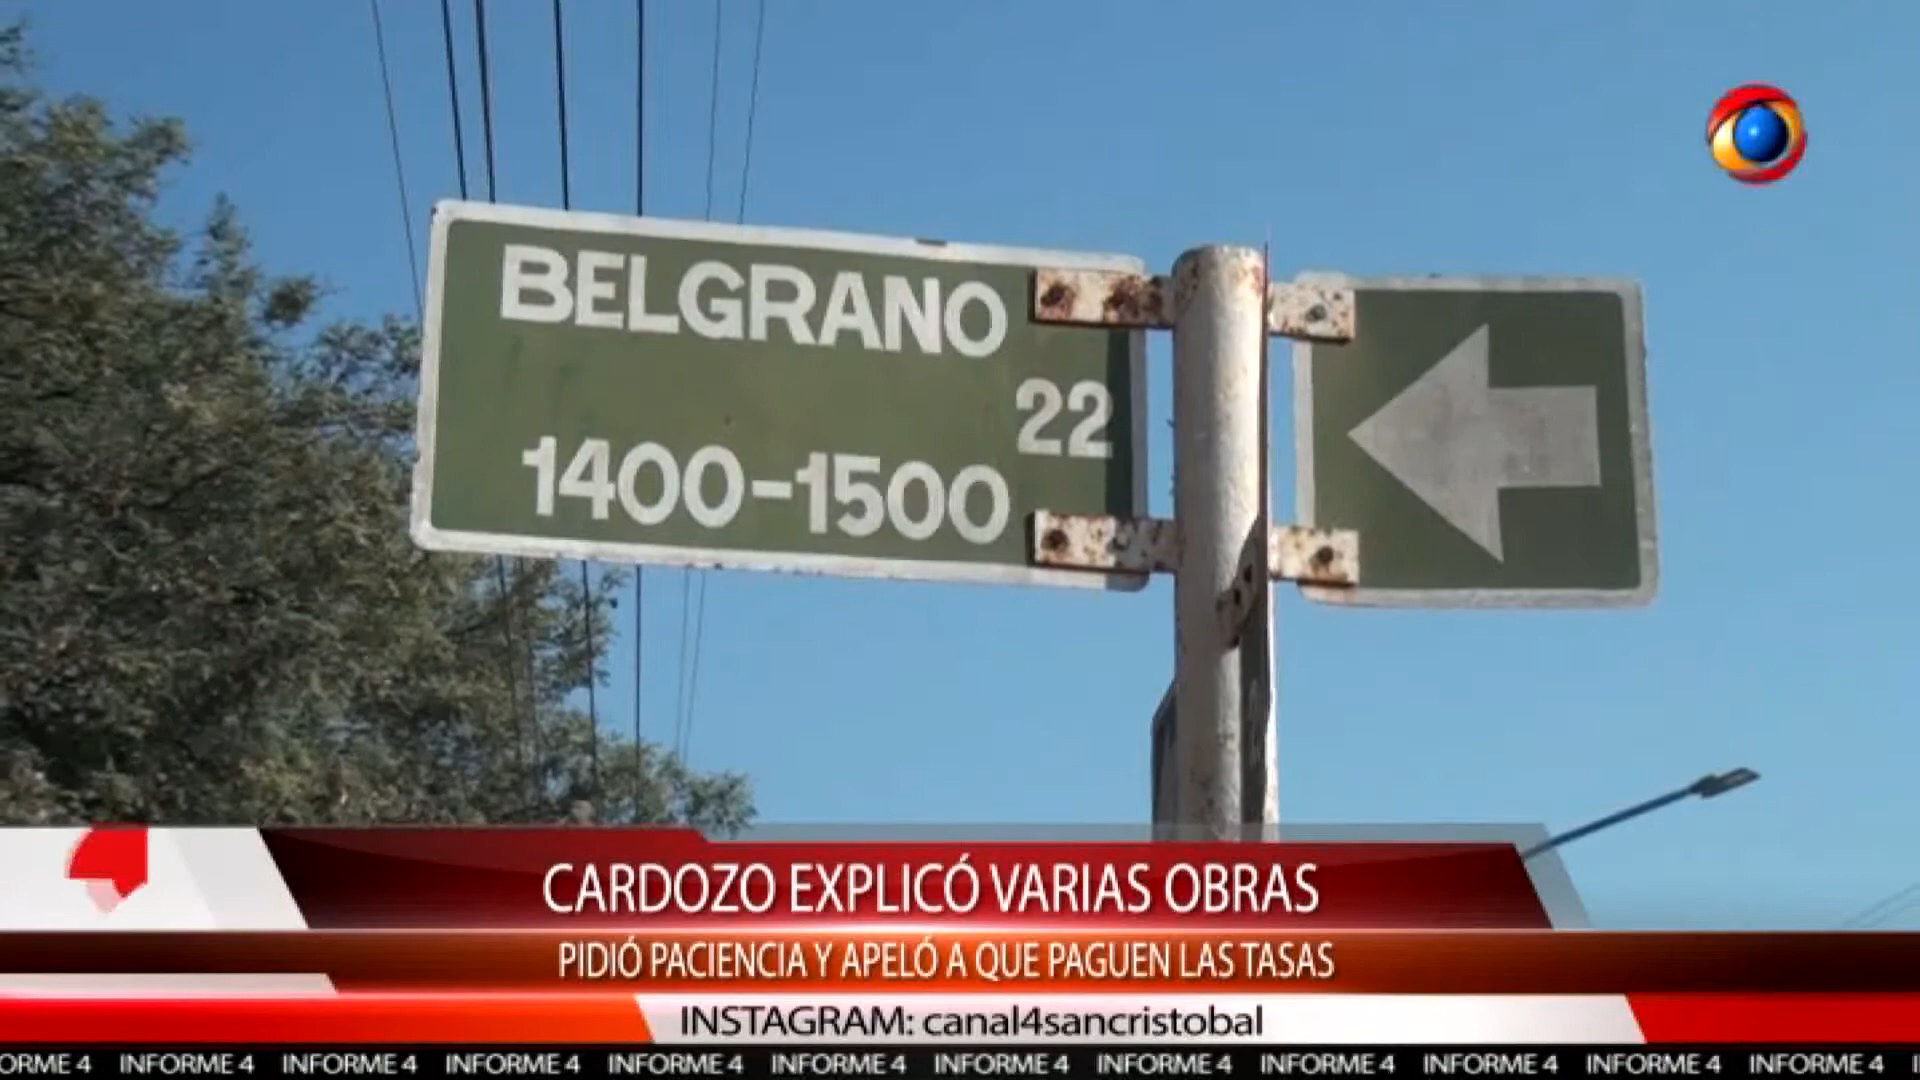 BELGRANO
22
1400-1500
CARDOZO EXPLICÓ VARIAS OBRAS
PIDIÓ PACIENCIA Y APELÓ A QUE PAGUEN LAS TASAS
INSTAGRAM: canal4sancristobal
ORME 4 INFORME 4 INFORME 4 INFORME 4 INFORME 4 INFORME 4 INFORME 4 INFORME 4 INFORME 4 INFORME 4 INFORME 4 I